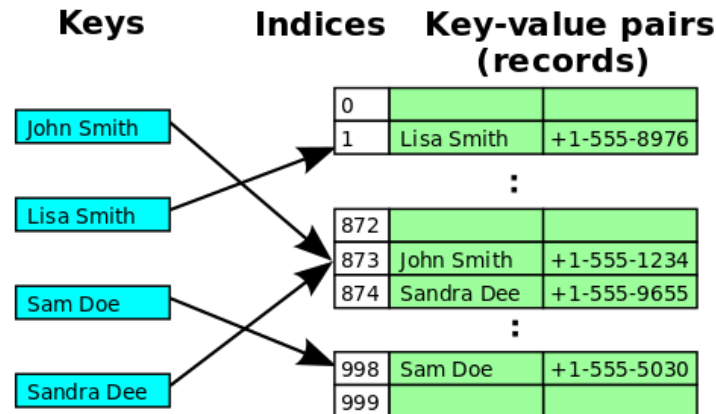 Keys
Indices
Key-value pairs
(records)
John Smith
Lisa Smith
Sam Doe
Sandra Dee
0
1 Lisa Smith +1-555-8976
:
872
873 John Smith +1-555-1234
874 Sandra Dee +1-555-9655
:
998 Sam Doe +1-555-5030
999